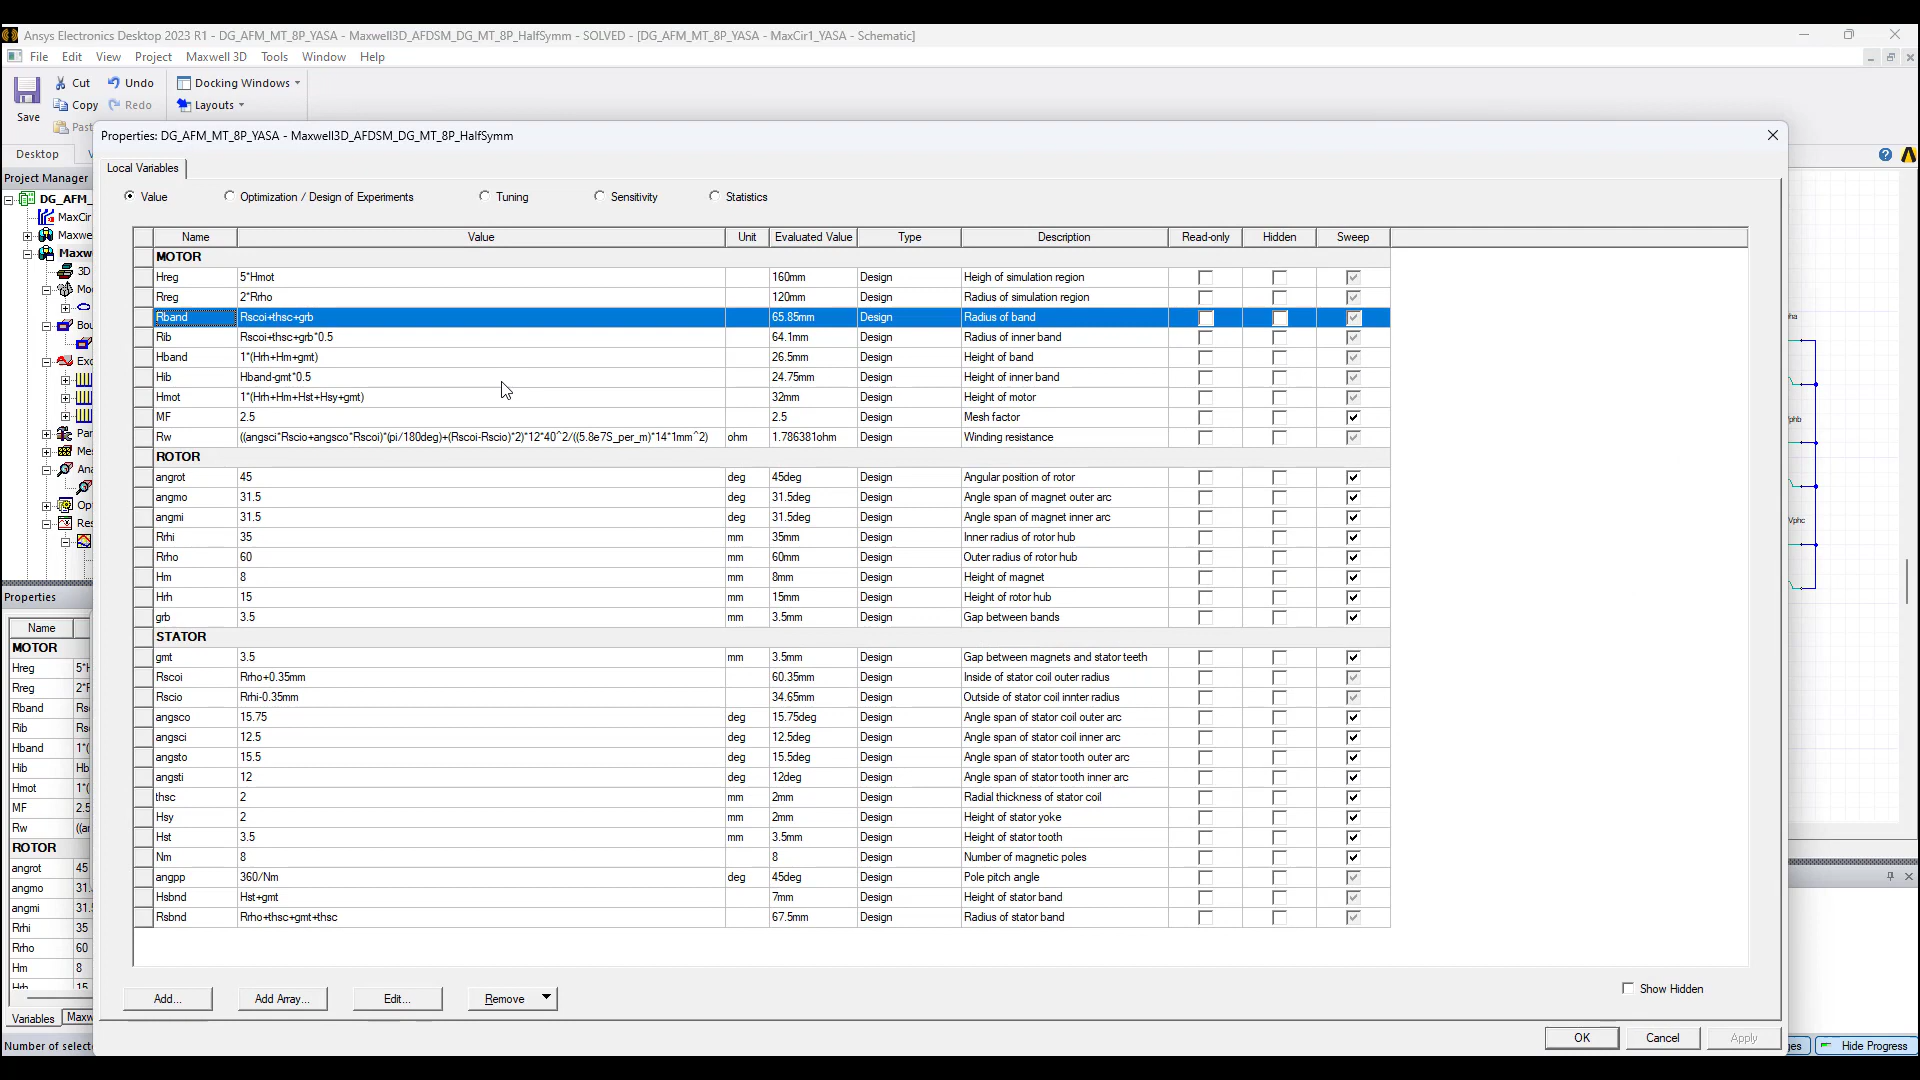 Ansys Electronics Desktop 2023 R1 - DG_AFM_MT_8P_YASA - Maxwell3D_AFDSM_DG_MT_8P_HalfSymm - SOLVED - [DG_AFM_MT_8P_YASA - MaxCir1_YASA - Schematic]
File Edit View Project Maxwell 3D Tools Window Help
Save Cut Undo Docking Windows
Copy Redo Layouts
Desktop
Project Manager
DG_AFM_
Properties: DG_AFM_MT_8P_YASA - Maxwell3D_AFDSM_DG_MT_8P_HalfSymm
Local Variables
Value Optimization / Design of Experiments Tuning Sensitivity Statistics
Name Value Unit Evaluated Value Type Description Read-only Hidden Sweep
MOTOR
Hreg 5*Hmot 160mm Design Heigh of simulation region
Rreg 2*Rrho 120mm Design Radius of simulation region
Rband Rscoi+thsc+grb 65.85mm Design Radius of band
Rib Rscoi+thsc+grb*0.5 64.1mm Design Radius of inner band
Hband 1*(Hrh+Hm+gmt) 26.5mm Design Height of band
Hib Hband-gmt*0.5 24.75mm Design Height of inner band
Hmot 1*(Hrh+Hm+Hst+Hsy+gmt) 32mm Design Height of motor
MF 2.5 2.5 Design Mesh factor
Rw ((angsci*Rscio+angsco*Rscoi)*(pi/180deg)+(Rscoi-Rscio)*2)*12*40^2/((5.8e7S_per_m)*14*1mm^2) ohm 1.786381ohm Design Winding resistance
ROTOR
angrot 45 deg 45deg Design Angular position of rotor
angmo 31.5 deg 31.5deg Design Angle span of magnet outer arc
angmi 31.5 deg 31.5deg Design Angle span of magnet inner arc
Rrhi 35 mm 35mm Design Inner radius of rotor hub
Rrho 60 mm 60mm Design Outer radius of rotor hub
Hm 8 mm 8mm Design Height of magnet
Hrh 15 mm 15mm Design Height of rotor hub
grb 3.5 mm 3.5mm Design Gap between bands
STATOR
gmt 3.5 mm 3.5mm Design Gap between magnets and stator teeth
Rscoi Rrho+0.35mm 60.35mm Design Inside of stator coil outer radius
Rscio Rrhi-0.35mm 34.65mm Design Outside of stator coil innter radius
angsco 15.75 deg 15.75deg Design Angle span of stator coil outer arc
angsci 12.5 deg 12.5deg Design Angle span of stator coil inner arc
angsto 15.5 deg 15.5deg Design Angle span of stator tooth outer arc
angsti 12 deg 12deg Design Angle span of stator tooth inner arc
thsc 2 mm 2mm Design Radial thickness of stator coil
Hsy 2 mm 2mm Design Height of stator yoke
Hst 3.5 mm 3.5mm Design Height of stator tooth
Nm 8 8 Design Number of magnetic poles
angpp 360/Nm deg 45deg Design Pole pitch angle
Hsbnd Hst+gmt 7mm Design Height of stator band
Rsbnd Rrho+thsc+gmt+thsc 67.5mm Design Radius of stator band
Add... Add Array... Edit... Remove Show Hidden
OK Cancel Apply
MaxCir
Maxwe
Maxwe
3D
Properties
Name
MOTOR
Hreg
Rreg
Rband
Rib
Hband
Hib
Hmot
MF 2.5
Rw
ROTOR
angrot 45
angmo 31.
angmi 31.
Rrhi 35
Rrho 60
Hm 8
Variables
Number of select
Hide Progress